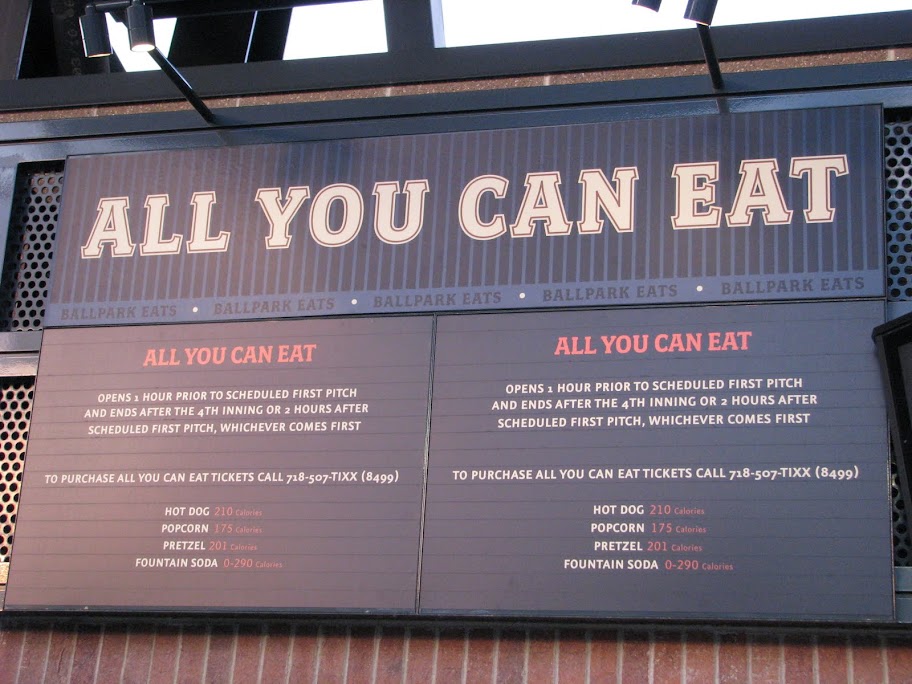 ALL YOU CAN EAT
BALLPARK EATS • BALLPARK EATS • BALLPARK EATS • BALLPARK EATS • BALLPARK EATS
ALL YOU CAN EAT
OPENS 1 HOUR PRIOR TO SCHEDULED FIRST PITCH
AND ENDS AFTER THE 4TH INNING OR 2 HOURS AFTER
SCHEDULED FIRST PITCH, WHICHEVER COMES FIRST
TO PURCHASE ALL YOU CAN EAT TICKETS CALL 718-507-TIXX (8499)
HOT DOG 210 Calories
POPCORN 175 Calories
PRETZEL 201 Calories
FOUNTAIN SODA 0-290 Calories
ALL YOU CAN EAT
OPENS 1 HOUR PRIOR TO SCHEDULED FIRST PITCH
AND ENDS AFTER THE 4TH INNING OR 2 HOURS AFTER
SCHEDULED FIRST PITCH, WHICHEVER COMES FIRST
TO PURCHASE ALL YOU CAN EAT TICKETS CALL 718-507-TIXX (8499)
HOT DOG 210 Calories
POPCORN 175 Calories
PRETZEL 201 Calories
FOUNTAIN SODA 0-290 Calories